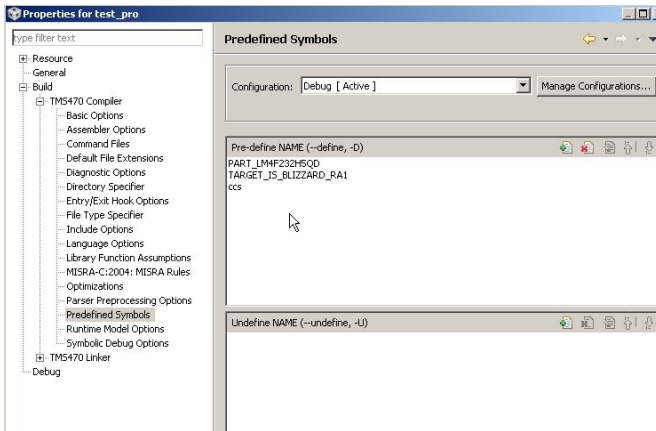 Properties for test_pro
type filter text
Resource
General
Build
TMS470 Compiler
Basic Options
Assembler Options
Command Files
Default File Extensions
Diagnostic Options
Directory Specifier
Entry/Exit Hook Options
File Type Specifier
Include Options
Language Options
Library Function Assumptions
MISRA-C:2004: MISRA Rules
Optimizations
Parser Preprocessing Options
Predefined Symbols
Runtime Model Options
Symbolic Debug Options
TMS470 Linker
Debug
Predefined Symbols
Configuration: Debug [ Active ] Manage Configurations...
Pre-define NAME (--define, -D)
PART_LM4F232H5QD
TARGET_IS_BLIZZARD_RA1
ccs
Undefine NAME (--undefine, -U)